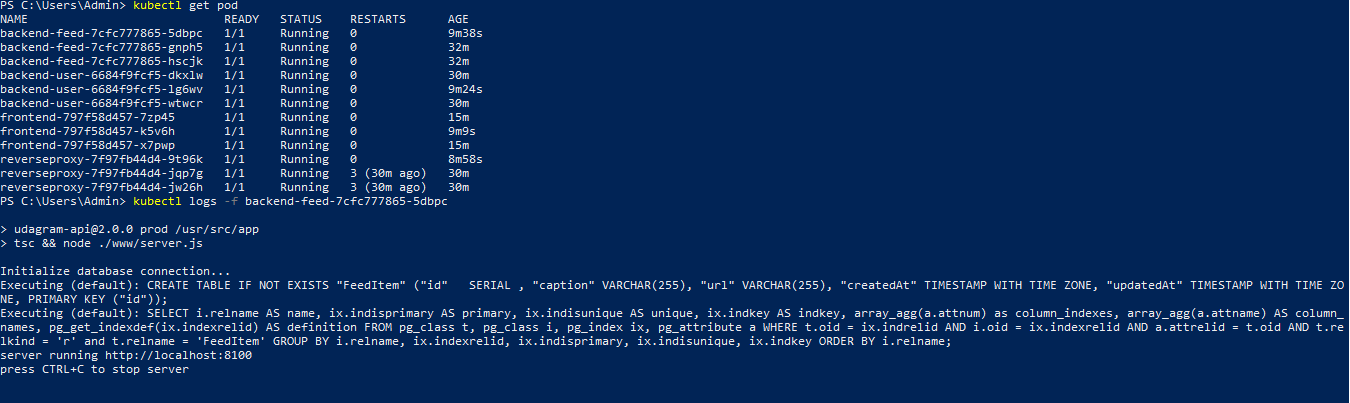 PS C:\Users\Admin> kubectl get pod
NAME READY STATUS RESTARTS AGE
backend-feed-7cfc777865-5dbpc 1/1 Running 0 9m38s
backend-feed-7cfc777865-gnph5 1/1 Running 0 32m
backend-feed-7cfc777865-hscjk 1/1 Running 0 32m
backend-user-6684f9fcf5-dkxlw 1/1 Running 0 30m
backend-user-6684f9fcf5-lg6wv 1/1 Running 0 9m24s
backend-user-6684f9fcf5-wtwcr 1/1 Running 0 30m
frontend-797f58d457-7zp45 1/1 Running 0 15m
frontend-797f58d457-k5v6h 1/1 Running 0 9m9s
frontend-797f58d457-x7pwp 1/1 Running 0 15m
reverseproxy-7f97fb44d4-9t96k 1/1 Running 0 8m58s
reverseproxy-7f97fb44d4-jqp7g 1/1 Running 3 (30m ago) 30m
reverseproxy-7f97fb44d4-jw26h 1/1 Running 3 (30m ago) 30m
PS C:\Users\Admin> kubectl logs -f backend-feed-7cfc777865-5dbpc
> udagram-api@2.0.0 prod /usr/src/app
> tsc && node ./www/server.js
Initialize database connection...
Executing (default): CREATE TABLE IF NOT EXISTS "FeedItem" ("id"   SERIAL , "caption" VARCHAR(255), "url" VARCHAR(255), "createdAt" TIMESTAMP WITH TIME ZONE, "updatedAt" TIMESTAMP WITH TIME ZO
NE, PRIMARY KEY ("id"));
Executing (default): SELECT i.relname AS name, ix.indisprimary AS primary, ix.indisunique AS unique, ix.indkey AS indkey, array_agg(a.attnum) as column_indexes, array_agg(a.attname) AS column_
names, pg_get_indexdef(ix.indexrelid) AS definition FROM pg_class t, pg_class i, pg_index ix, pg_attribute a WHERE t.oid = ix.indrelid AND i.oid = ix.indexrelid AND a.attrelid = t.oid AND t.re
lkind = 'r' and t.relname = 'FeedItem' GROUP BY i.relname, ix.indexrelid, ix.indisprimary, ix.indisunique, ix.indkey ORDER BY i.relname;
server running http://localhost:8100
press CTRL+C to stop server